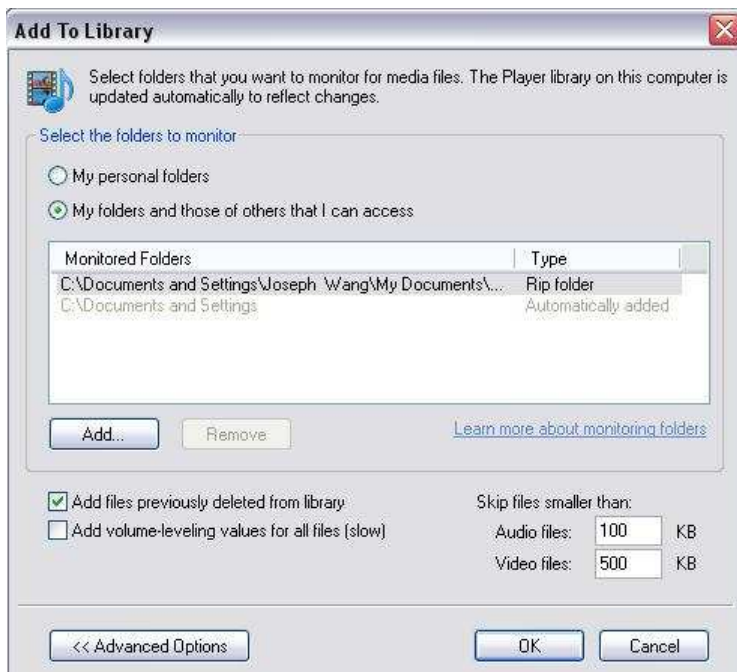 Add To Library
Select folders that you want to monitor for media files. The Player library on this computer is
updated automatically to reflect changes.
Select the folders to monitor
My personal folders
My folders and those of others that I can access
Monitored Folders Type
C:\Documents and Settings\Joseph Wang\My Documents\... Rip folder
C:\Documents and Settings Automatically added
Add... Remove Learn more about monitoring folders
Add files previously deleted from library Skip files smaller than:
Add volume-leveling values for all files (slow) Audio files: 100 KB
Video files: 500 KB
<< Advanced Options OK Cancel